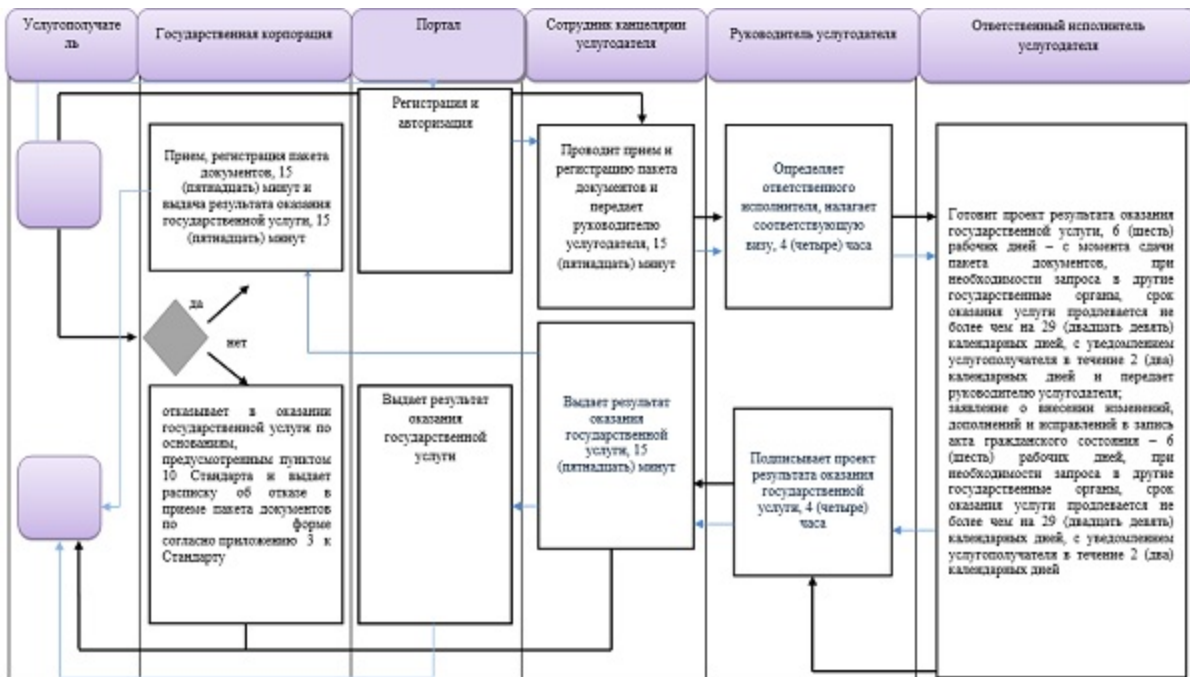 Услугополучате
ль
Государственная корпорация
Портал
Сотрудник канцелярии
услугодателя
Руководитель услугодателя
Ответственный исполнитель
услугодателя
Регистрация и
авторизация
Прием, регистрация пакета
документов, 15
(пятнадцать) минут и
выдача результата оказания
государственной услуги, 15
(пятнадцать) минут
Проводит прием и
регистрацию пакета
документов и
передает
руководителю
услугодателя, 15
(пятнадцать) минут
Определяет
ответственного
исполнителя, налагает
соответствующую
визу, 4 (четыре) часа
Готовит проект результата оказания
государственной услуги, 6 (шесть)
рабочих дней – с момента сдачи
пакета документов, при
необходимости запроса в другие
государственные органы, срок
оказания услуги продлевается не
более чем на 29 (двадцать девять)
календарных дней, с уведомлением
услугополучателя в течение 2 (два)
календарных дней и передает
руководителю услугодателя;
заявление о внесении изменений,
дополнений и исправлений в запись
акта гражданского состояния – 6
(шесть) рабочих дней, при
необходимости запроса в другие
государственные органы, срок
оказания услуги продлевается не
более чем на 29 (двадцать девять)
календарных дней, с уведомлением
услугополучателя в течение 2 (два)
календарных дней
да
нет
отказывает в оказании
государственной услуги по
основаниям,
предусмотренным пунктом
10 Стандарта и выдает
расписку об отказе в
приеме пакета документов
по форме
согласно приложению 3 к
Стандарту
Выдает результат
оказания
государственной
услуги
Выдает результат
оказания
государственной
услуги, 15
(пятнадцать) минут
Подписывает проект
результата оказания
государственной
услуги, 4 (четыре)
часа